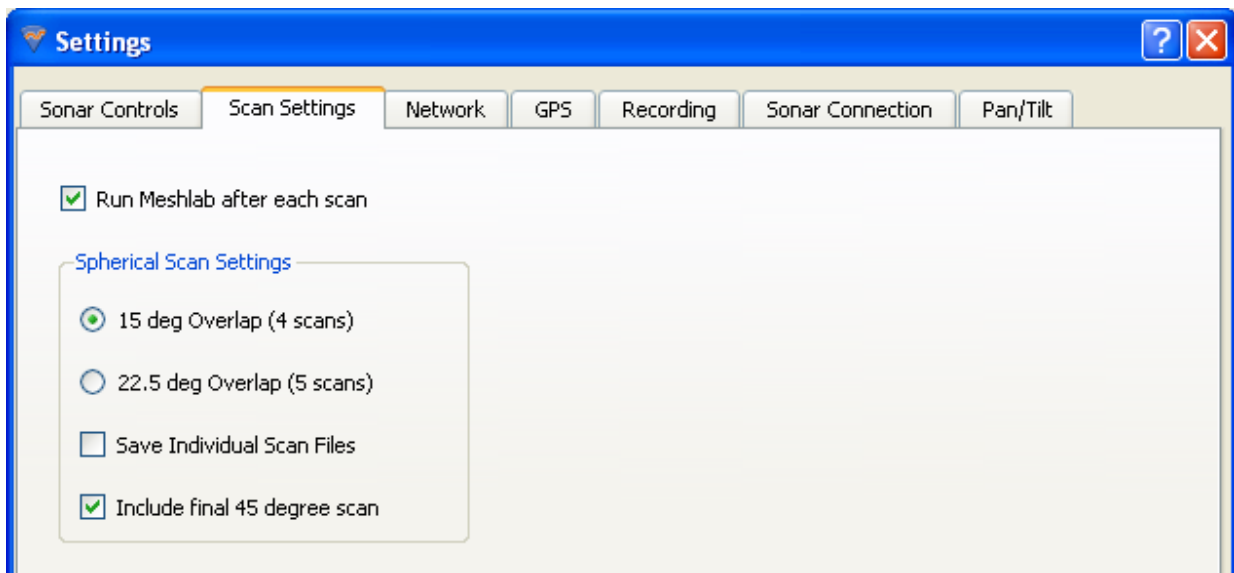 Settings
Sonar Controls Scan Settings Network GPS Recording Sonar Connection Pan/Tilt
Run Meshlab after each scan
Spherical Scan Settings
15 deg Overlap (4 scans)
22.5 deg Overlap (5 scans)
Save Individual Scan Files
Include final 45 degree scan